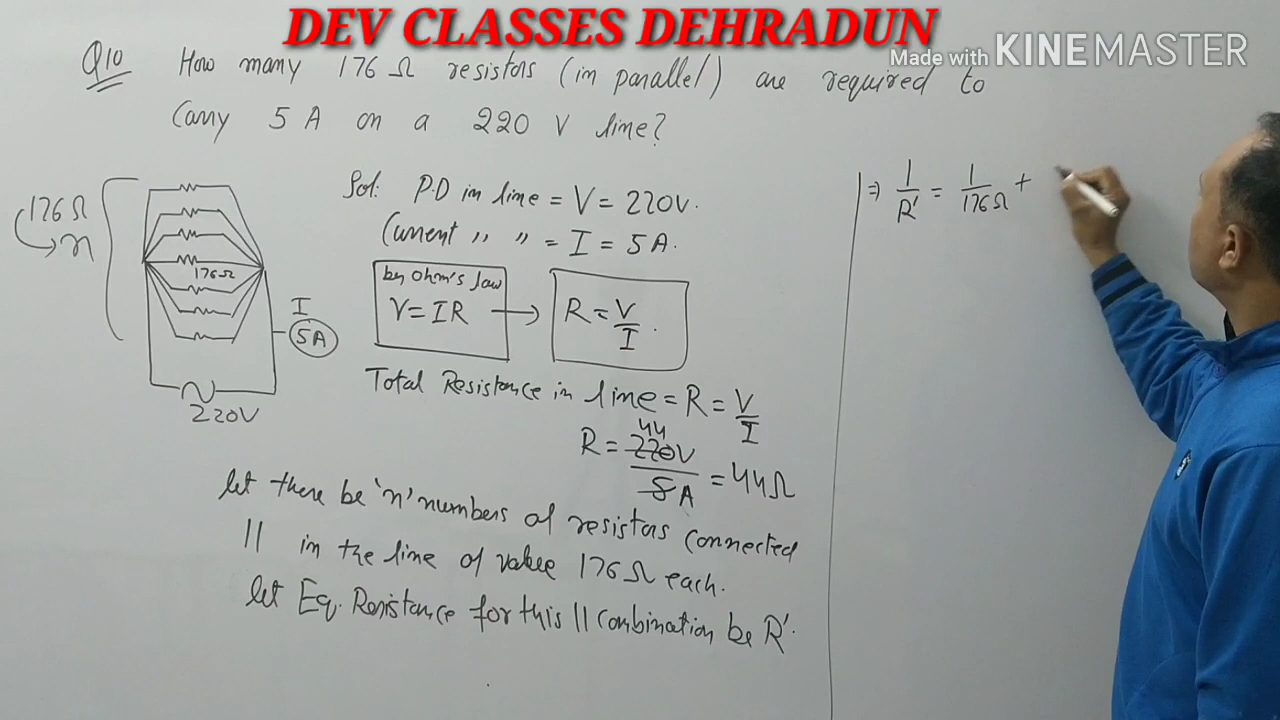 DEV CLASSES DEHRADUN
Made with KINEMASTER
Q10 How many 176 Ω resistors (in parallel) are required to
Carry 5 A on a 220 V line?
176Ω
n
176Ω
I
5A
220V
Sol: P.D in line = V = 220V.
Current ,, ,, = I = 5A.
by Ohm's law
V = IR → R = V/I.
Total Resistance in line = R = V/I
44
R = 220V/5A = 44Ω
let there be 'n' numbers of resistors connected
|| in the line of value 176Ω each.
let Eq. Resistance for this || combination be R'.
⇒ 1/R' = 1/176Ω +